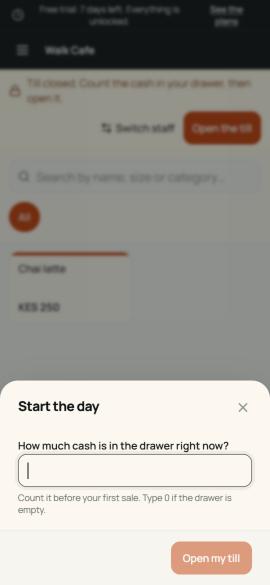 Free trial: 7 days left. Everything is
unlocked.
See the
plans
Walk Cafe
Till closed. Count the cash in your drawer, then
open it.
Switch staff
Open the till
Search by name, size or category...
All
Chai latte
KES 250
Start the day
How much cash is in the drawer right now?
Count it before your first sale. Type 0 if the drawer is
empty.
Open my till